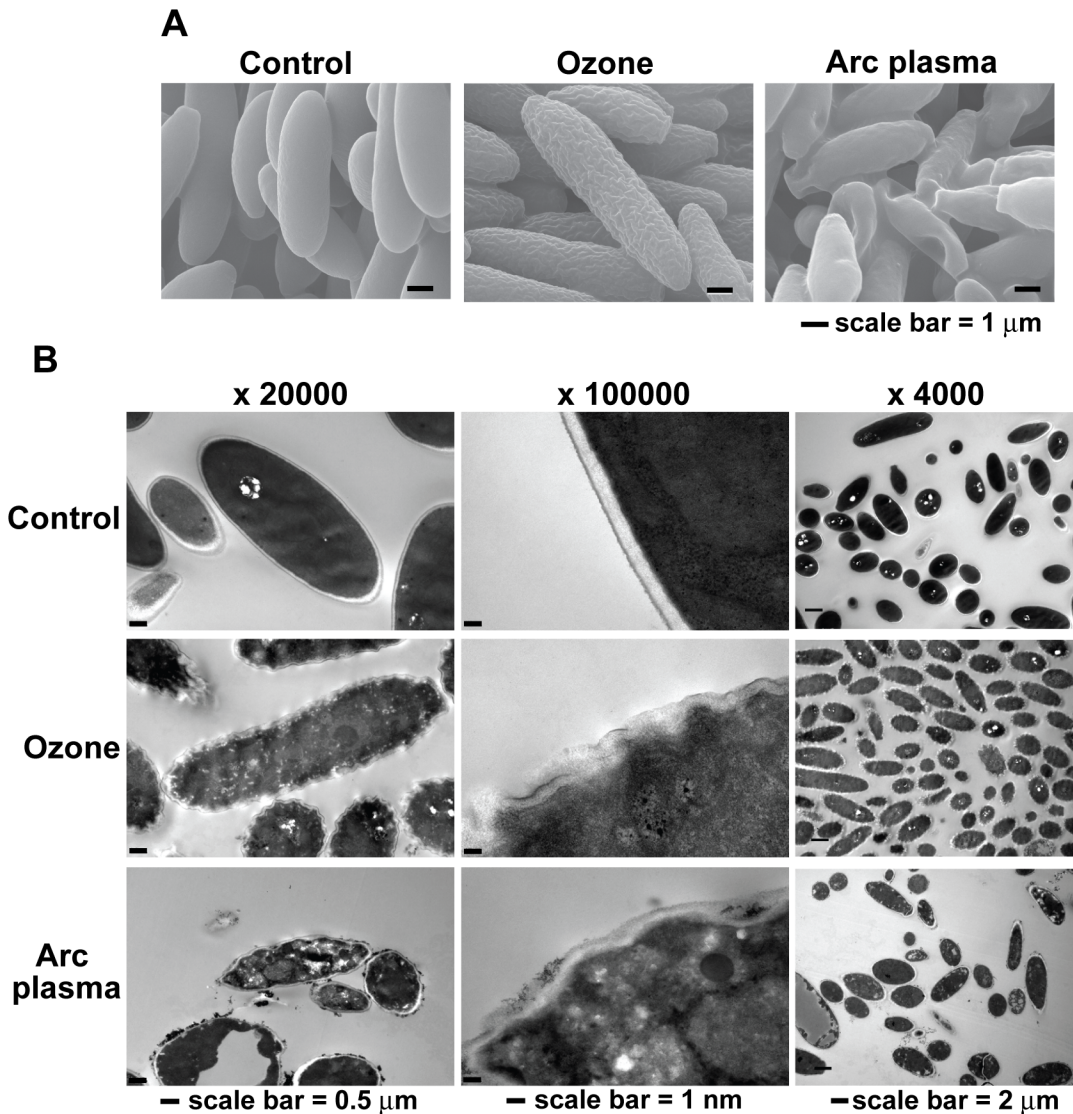 A
Control
Ozone
Arc plasma
scale bar = 1 μm
B
x 20000
x 100000
x 4000
Control
Ozone
Arc
plasma
scale bar = 0.5 μm
scale bar = 1 nm
scale bar = 2 μm